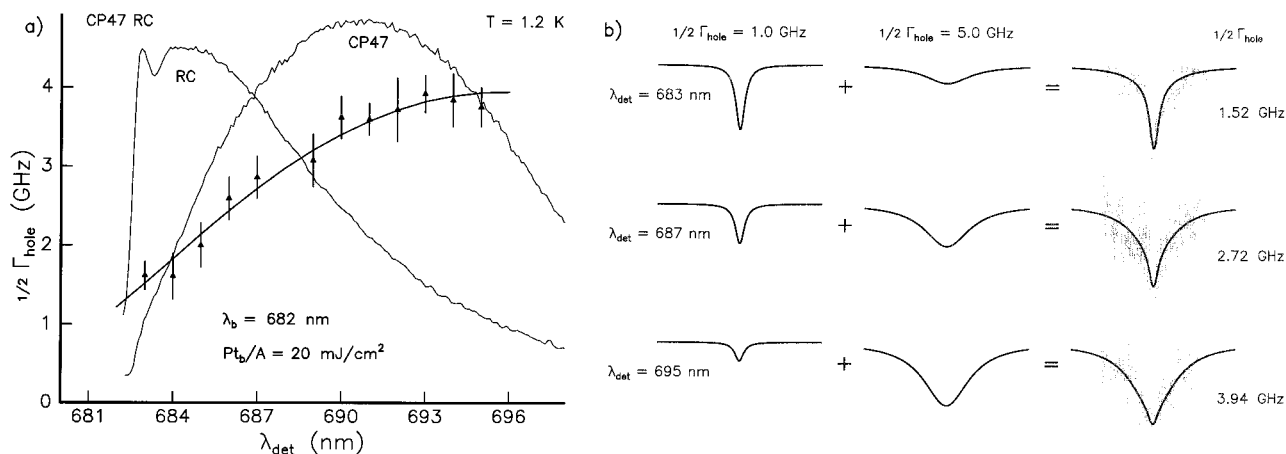 a)
CP47 RC
T = 1.2 K
CP47
RC
4
3
2
1
0
1/2 Γhole (GHz)
λb = 682 nm
Ptb/A = 20 mJ/cm²
681 684 687 690 693 696
λdet (nm)
b)
1/2 Γhole = 1.0 GHz
1/2 Γhole = 5.0 GHz
1/2 Γhole
λdet = 683 nm
+
=
1.52 GHz
λdet = 687 nm
+
=
2.72 GHz
λdet = 695 nm
+
=
3.94 GHz